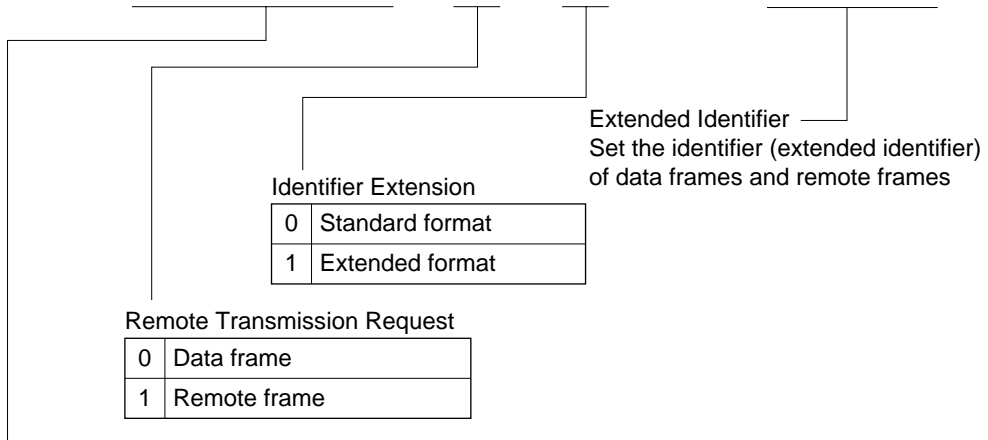 Extended Identifier
Set the identifier (extended identifier)
of data frames and remote frames
Identifier Extension
0 Standard format
1 Extended format
Remote Transmission Request
0 Data frame
1 Remote frame